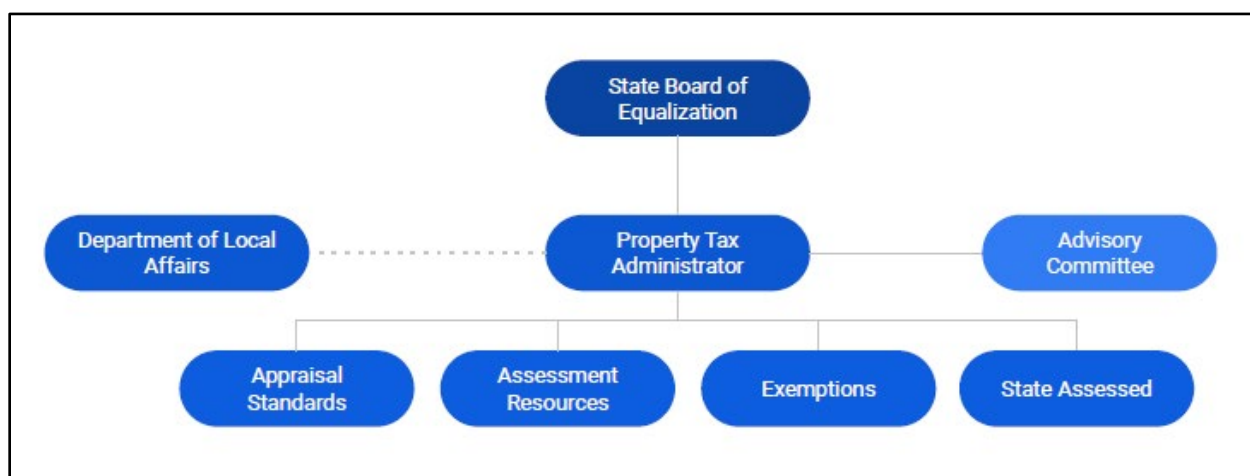 State Board of
Equalization
Department of Local
Affairs
Property Tax
Administrator
Advisory
Committee
Appraisal
Standards
Assessment
Resources
Exemptions
State Assessed